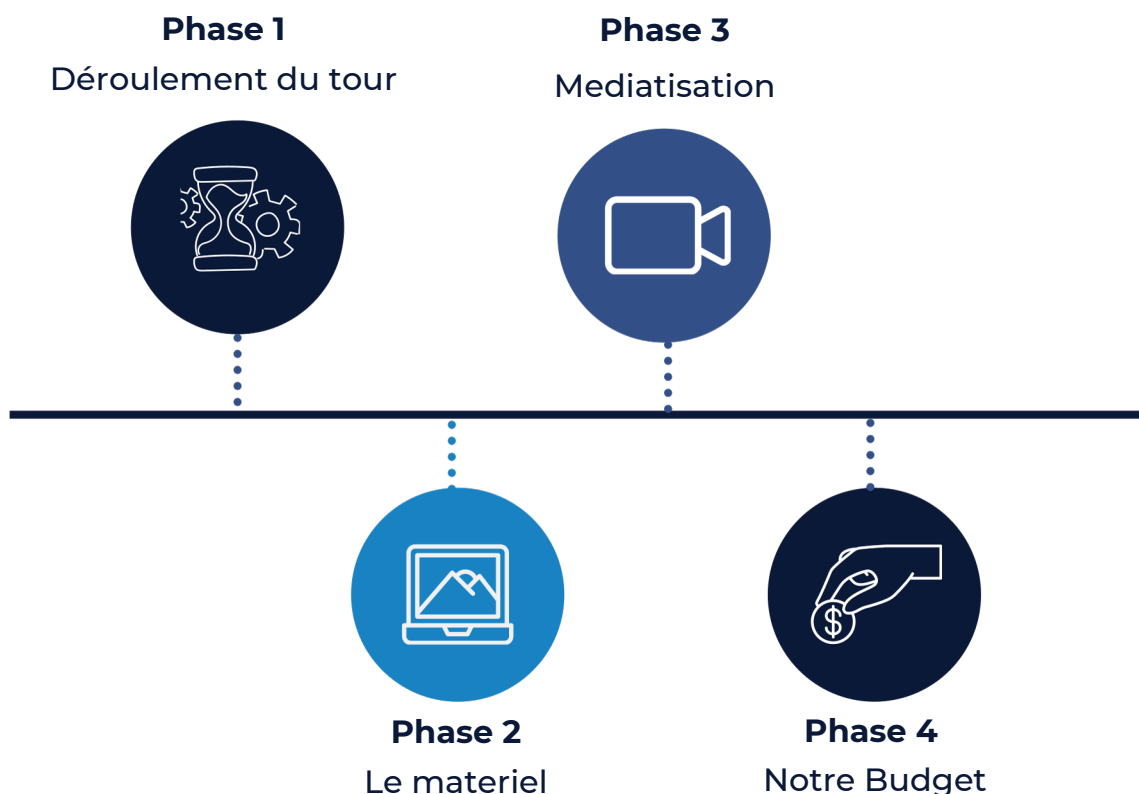 Phase 1
Déroulement du tour
Phase 3
Mediatisation
$
Phase 2
Le materiel
Phase 4
Notre Budget